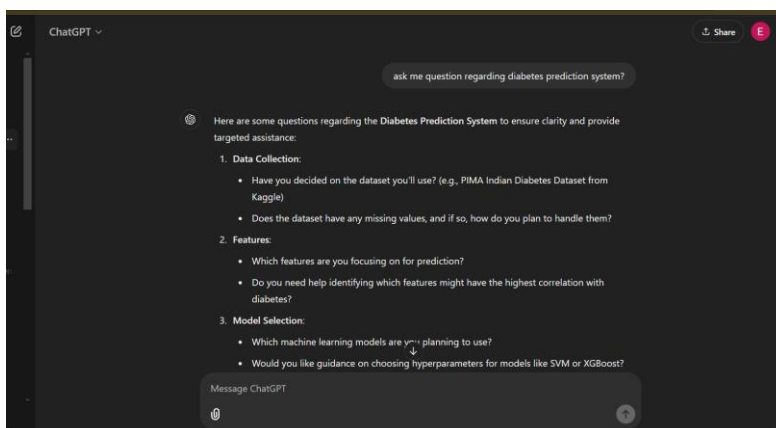 ChatGPT
Share
E
ask me question regarding diabetes prediction system?
Here are some questions regarding the Diabetes Prediction System to ensure clarity and provide
targeted assistance:
1. Data Collection:
• Have you decided on the dataset you'll use? (e.g., PIMA Indian Diabetes Dataset from
Kaggle)
• Does the dataset have any missing values, and if so, how do you plan to handle them?
2. Features:
• Which features are you focusing on for prediction?
• Do you need help identifying which features might have the highest correlation with
diabetes?
3. Model Selection:
• Which machine learning models are you planning to use?
• Would you like guidance on choosing hyperparameters for models like SVM or XGBoost?
Message ChatGPT